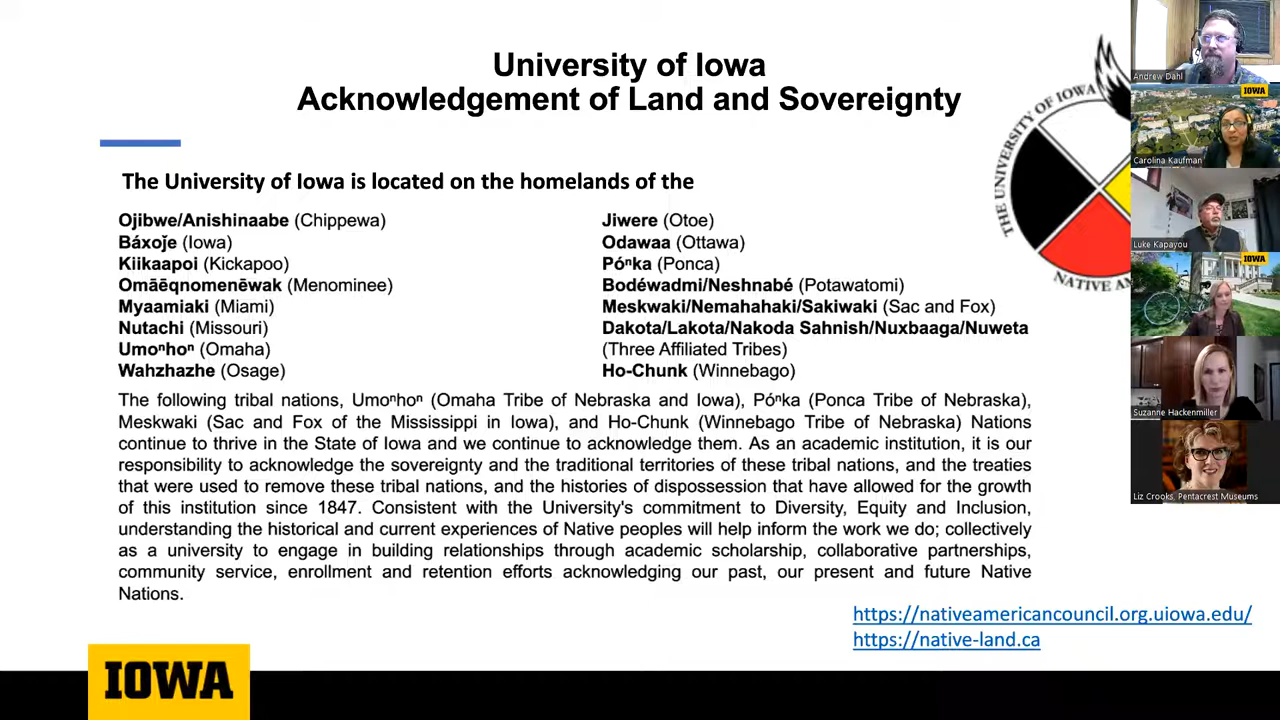 University of Iowa
Acknowledgement of Land and Sovereignty
The University of Iowa is located on the homelands of the
Ojibwe/Anishinaabe (Chippewa)
Báxoǰe (Iowa)
Kiikaapoi (Kickapoo)
Omāēqnomenēwak (Menominee)
Myaamiaki (Miami)
Nutachi (Missouri)
Umoⁿhoⁿ (Omaha)
Wahzhazhe (Osage)
Jiwere (Otoe)
Odawaa (Ottawa)
Póⁿka (Ponca)
Bodéwadmi/Neshnabé (Potawatomi)
Meskwaki/Nemahahaki/Sakiwaki (Sac and Fox)
Dakota/Lakota/Nakoda Sahnish/Nuxbaaga/Nuweta
(Three Affiliated Tribes)
Ho-Chunk (Winnebago)
The following tribal nations, Umoⁿhoⁿ (Omaha Tribe of Nebraska and Iowa), Póⁿka (Ponca Tribe of Nebraska),
Meskwaki (Sac and Fox of the Mississippi in Iowa), and Ho-Chunk (Winnebago Tribe of Nebraska) Nations
continue to thrive in the State of Iowa and we continue to acknowledge them. As an academic institution, it is our
responsibility to acknowledge the sovereignty and the traditional territories of these tribal nations, and the treaties
that were used to remove these tribal nations, and the histories of dispossession that have allowed for the growth
of this institution since 1847. Consistent with the University's commitment to Diversity, Equity and Inclusion,
understanding the historical and current experiences of Native peoples will help inform the work we do; collectively
as a university to engage in building relationships through academic scholarship, collaborative partnerships,
community service, enrollment and retention efforts acknowledging our past, our present and future Native
Nations.
https://nativeamericancouncil.org.uiowa.edu/
https://native-land.ca
IOWA
THE UNIVERSITY OF IOWA
NATIVE AM
Andrew Dahl
IOWA
Carolina Kaufman
Luke Kapayou
IOWA
Suzanne Hackenmiller
Liz Crooks, Pentacrest Museums